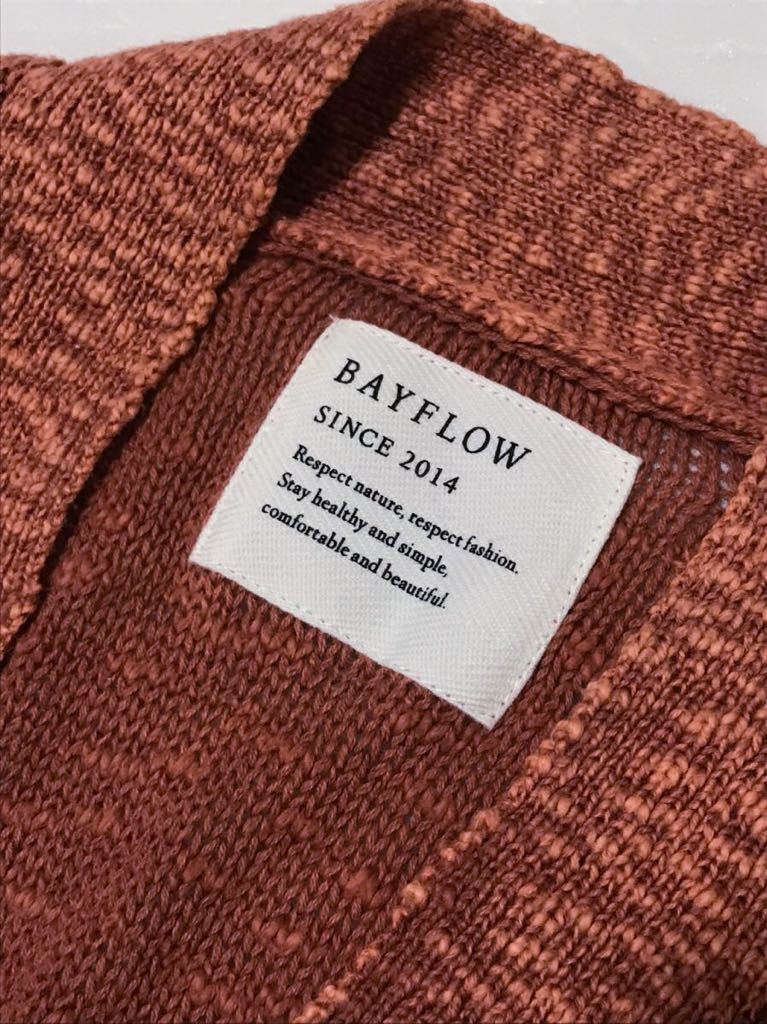 BAYFLOW
SINCE 2014
Respect nature, respect fashion.
Stay healthy and simple,
comfortable and beautiful.